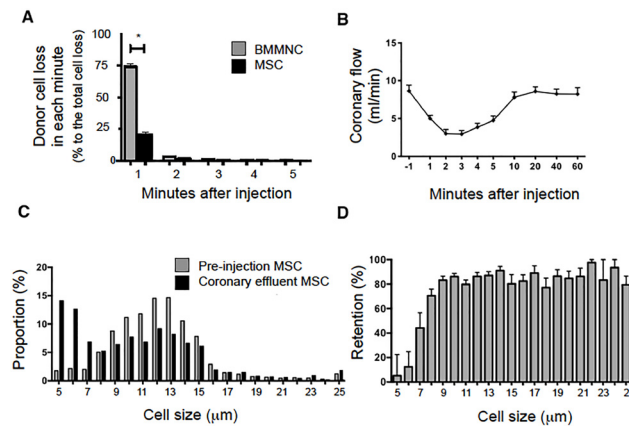 A
Donor cell loss
in each minute
(% to the total cell loss)
100
75
50
25
0
*
BMMNC
MSC
1 2 3 4 5
Minutes after injection
B
Coronary flow
(ml/min)
15
10
5
0
-1 1 2 3 4 5 10 20 40 60
Minutes after injection
C
Proportion (%)
20
15
10
5
0
Pre-injection MSC
Coronary effluent MSC
5 7 9 11 13 15 17 19 21 23 25
Cell size (μm)
D
Retention (%)
100
80
60
40
20
0
5 7 9 11 13 15 17 19 21 23 2
Cell size (μm)